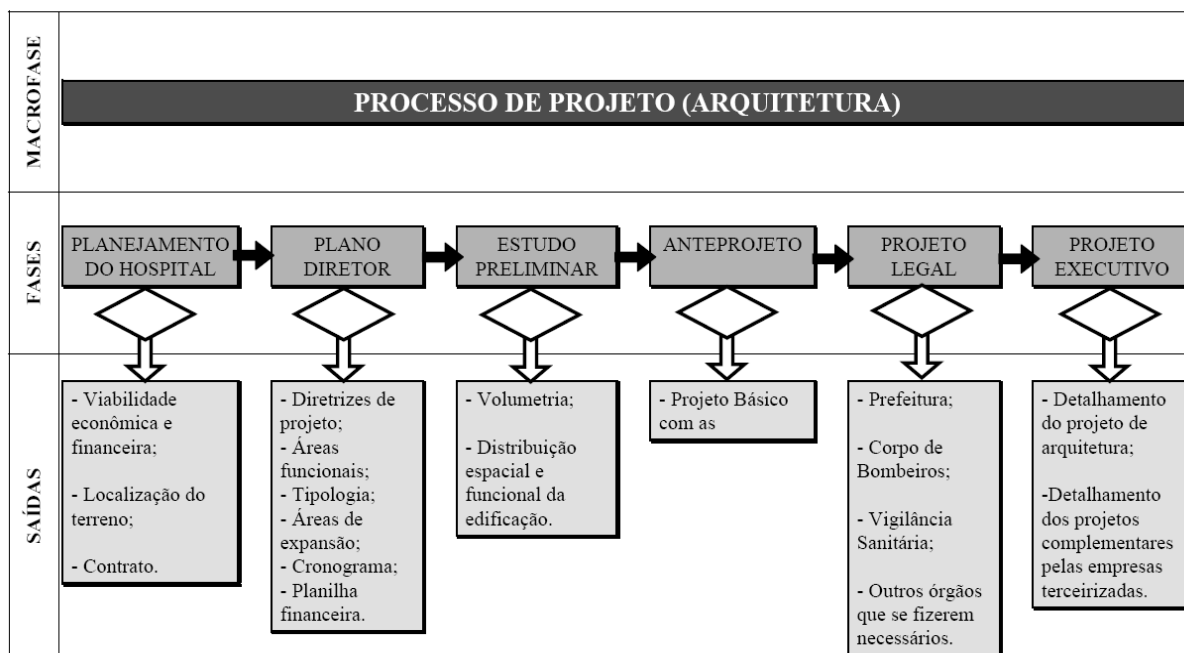 MACROFASE
PROCESSO DE PROJETO (ARQUITETURA)
FASES
PLANEJAMENTO
DO HOSPITAL
PLANO
DIRETOR
ESTUDO
PRELIMINAR
ANTEPROJETO
PROJETO
LEGAL
PROJETO
EXECUTIVO
SAÍDAS
- Viabilidade
econômica e
financeira;
- Localização do
terreno;
- Contrato.
- Diretrizes de
projeto;
- Áreas
funcionais;
- Tipologia;
- Áreas de
expansão;
- Cronograma;
- Planilha
financeira.
- Volumetria;
- Distribuição
espacial e
funcional da
edificação.
- Projeto Básico
com as
- Prefeitura;
- Corpo de
Bombeiros;
- Vigilância
Sanitária;
- Outros órgãos
que se fizerem
necessários.
- Detalhamento
do projeto de
arquitetura;
-Detalhamento
dos projetos
complementares
pelas empresas
terceirizadas.